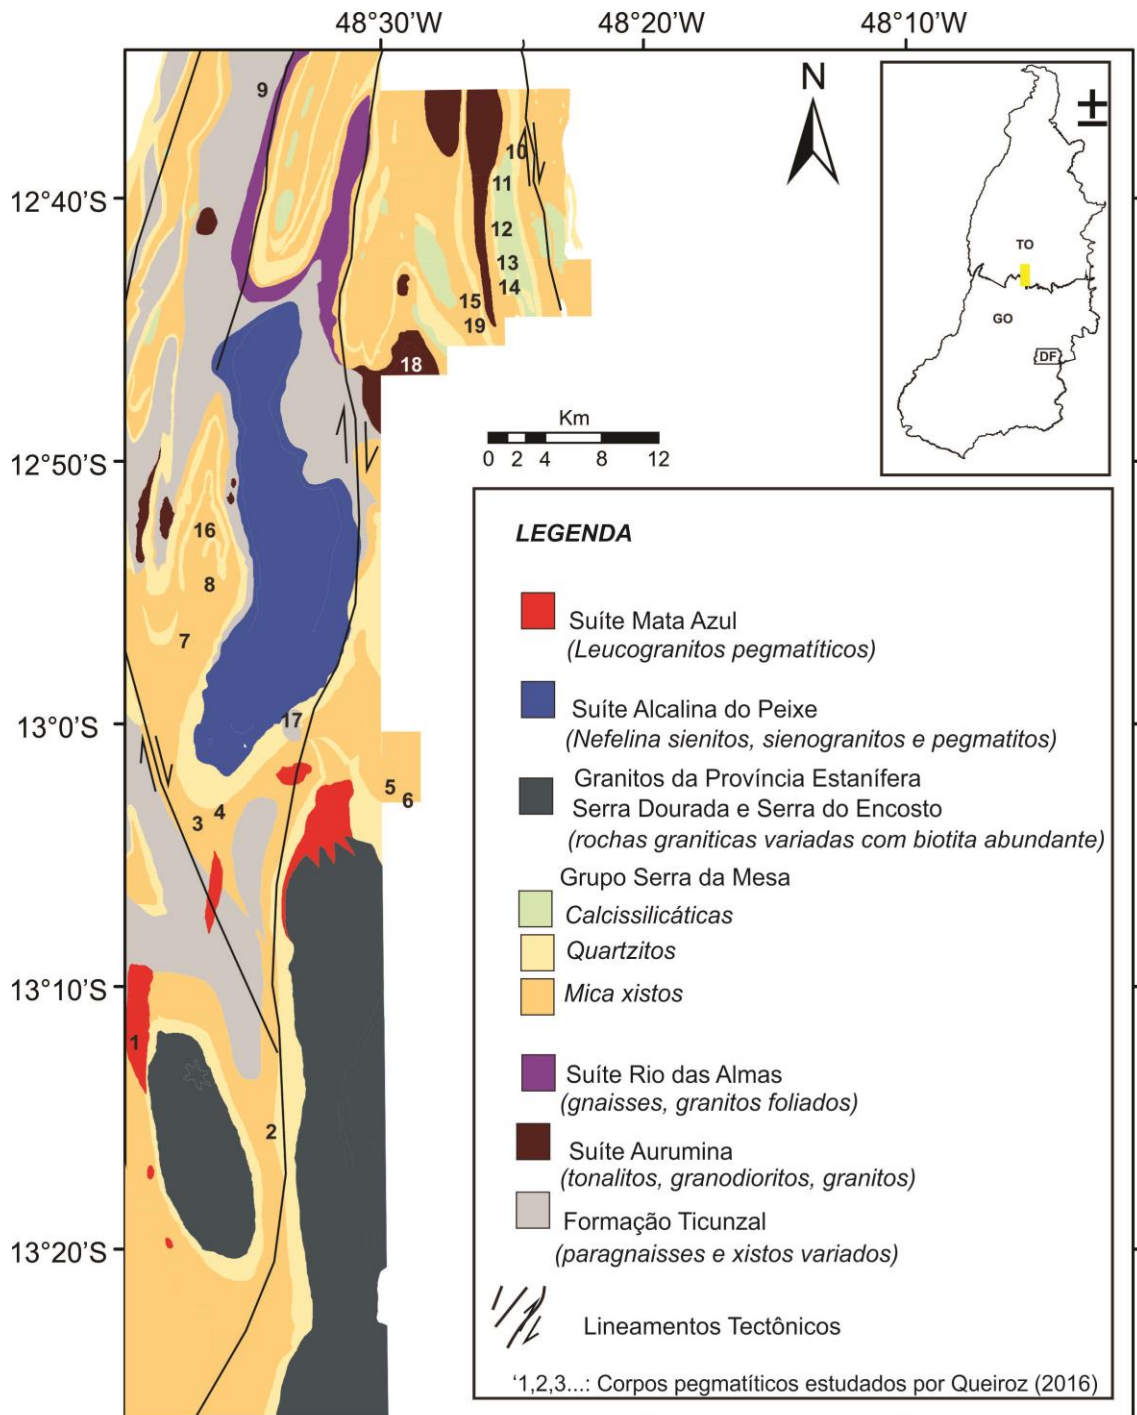 48°30'W 48°20'W 48°10'W
N
±
9
10
11
12°40'S
12
TO
13
14
15
19
GO
18
DF
Km
12°50'S
0 2 4 8 12
16
8
7
LEGENDA
Suíte Mata Azul
(Leucogranitos pegmatíticos)
17
13°0'S
Suíte Alcalina do Peixe
(Nefelina sienitos, sienogranitos e pegmatitos)
5
6
4
3
Granitos da Província Estanífera
Serra Dourada e Serra do Encosto
(rochas graniticas variadas com biotita abundante)
Grupo Serra da Mesa
Calcissilicáticas
Quartzitos
Mica xistos
13°10'S
1
2
Suíte Rio das Almas
(gnaisses, granitos foliados)
Suíte Aurumina
(tonalitos, granodioritos, granitos)
Formação Ticunzal
(paragnaisses e xistos variados)
13°20'S
Lineamentos Tectônicos
‘1,2,3...: Corpos pegmatíticos estudados por Queiroz (2016)